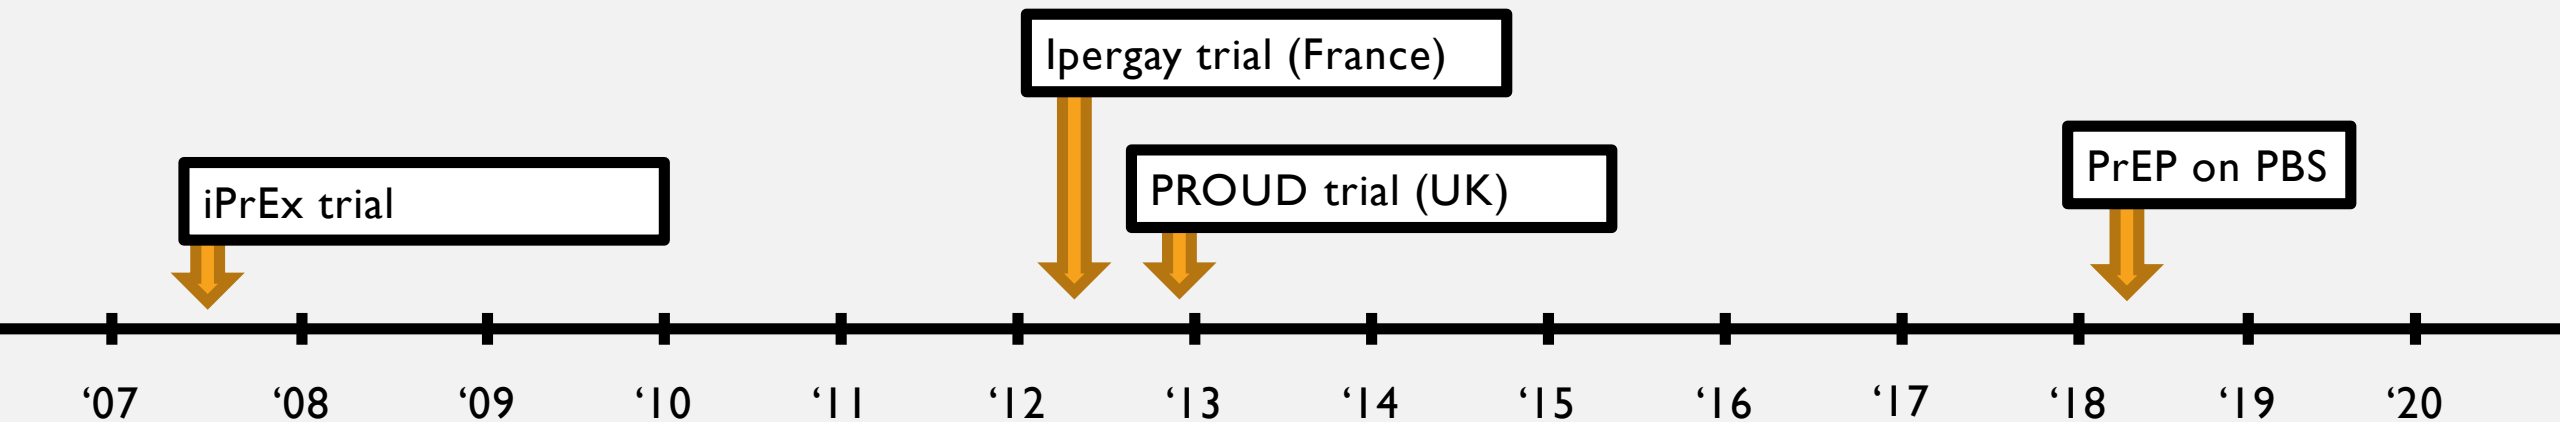 Ipergay trial (France)
PrEP on PBS
PROUD trial (UK)
iPrEx trial
‘07 ‘08 ‘09 ‘10 ‘11 ‘12 ‘13 ‘14 ‘15 ‘16 ‘17 ‘18 ‘19 ‘20